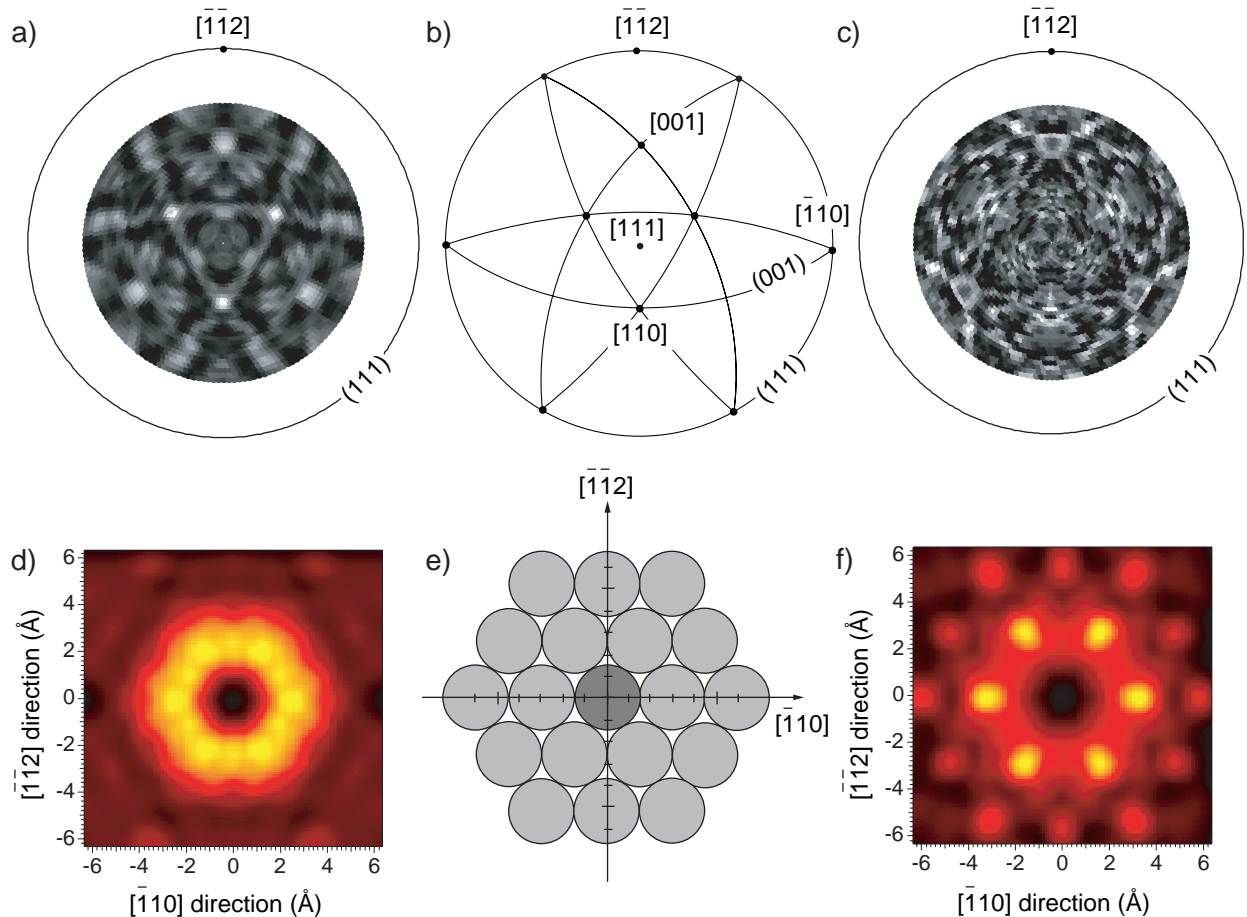 a)
[1̄1̄2]
(111)
b)
[1̄1̄2]
[001]
[111]
[1̄10]
(001)
[110]
(111)
c)
[1̄1̄2]
(111)
d)
[1̄1̄2] direction (Å)
6
4
2
0
-2
-4
-6
-6 -4 -2 0 2 4 6
[1̄10] direction (Å)
e)
[1̄1̄2]
[1̄10]
f)
[1̄1̄2] direction (Å)
6
4
2
0
-2
-4
-6
-6 -4 -2 0 2 4 6
[1̄10] direction (Å)